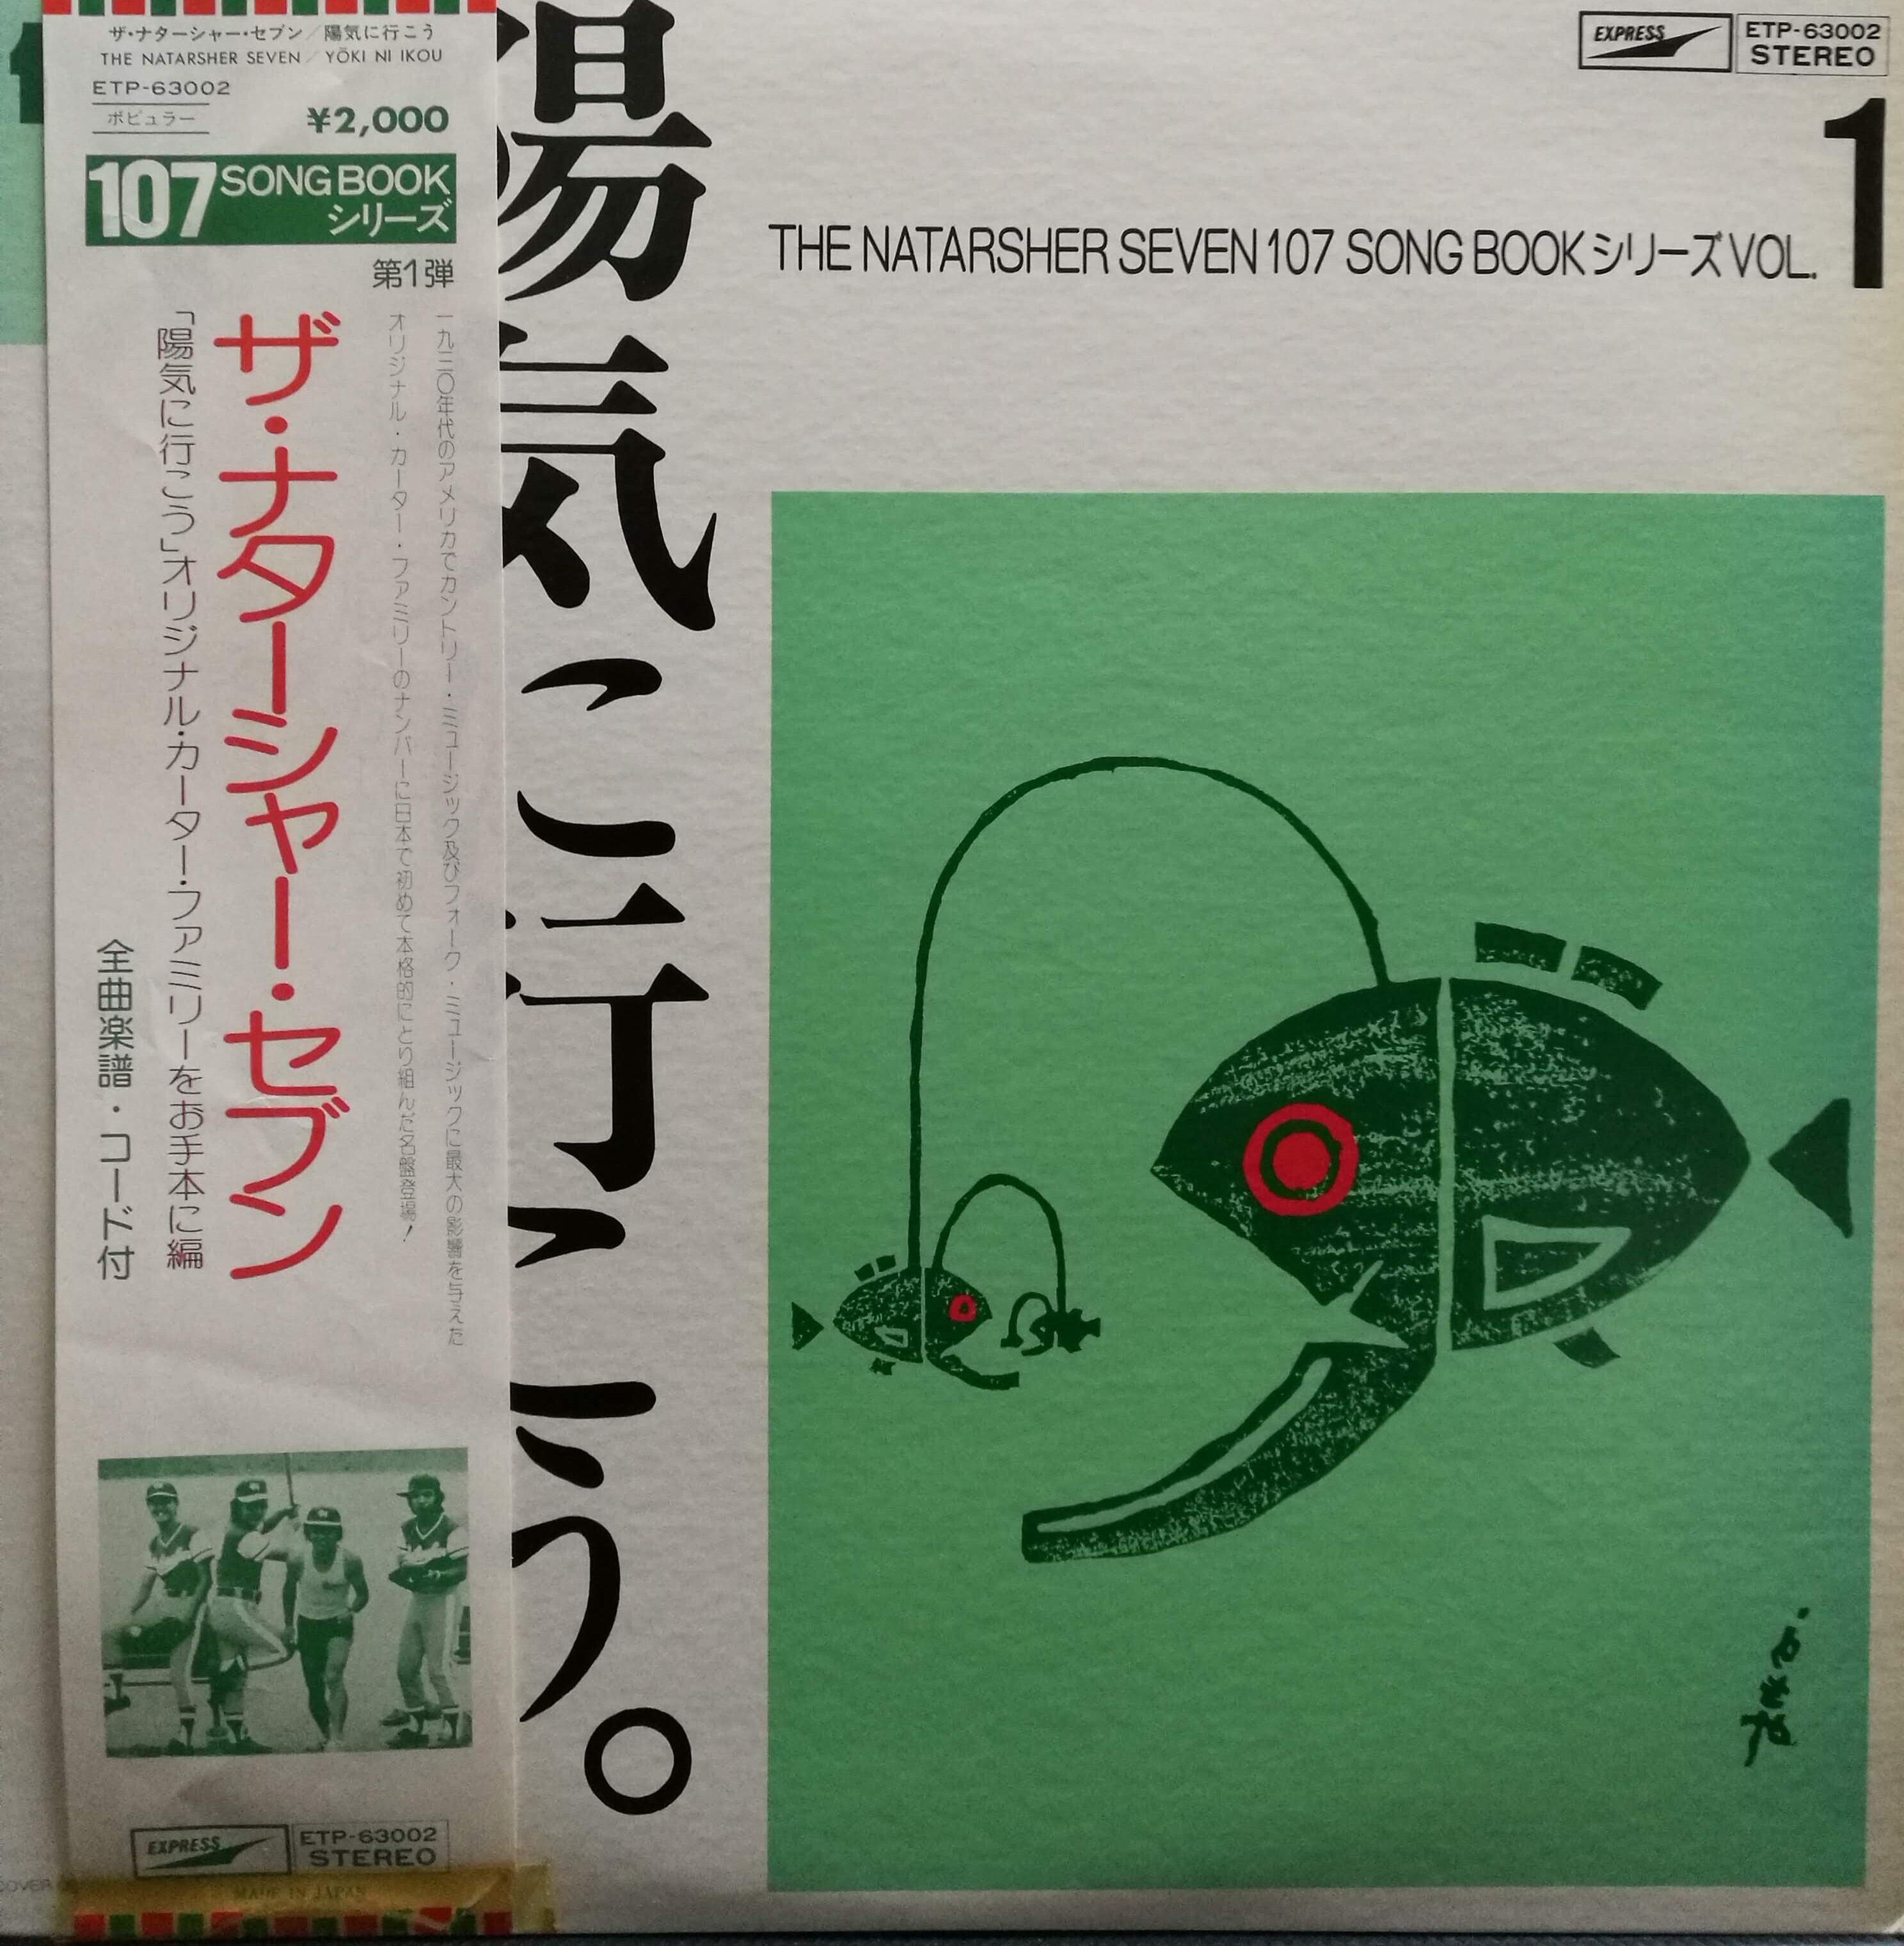 ザ・ナターシャー・セブン／陽気に行こう
THE NATARSHER SEVEN／YŌKI NI IKOU
ETP-63002
ポピュラー
¥2,000
107 SONG BOOK
シリーズ
第1弾
一九三〇年代のアメリカでカントリー・ミュージック及びフォーク・ミュージックに最大の影響を与えた
オリジナル・カーター・ファミリーのナンバーに日本で初めて本格的にとり組んだ名盤登場！
ザ・ナターシャー・セブン
「陽気に行こう」オリジナル・カーター・ファミリーをお手本に編
全曲楽譜・コード付
EXPRESS
ETP-63002
STEREO
MADE IN JAPAN
陽気に行こう。
EXPRESS
ETP-63002
STEREO
THE NATARSHER SEVEN 107 SONG BOOKシリーズVOL.1
COVER